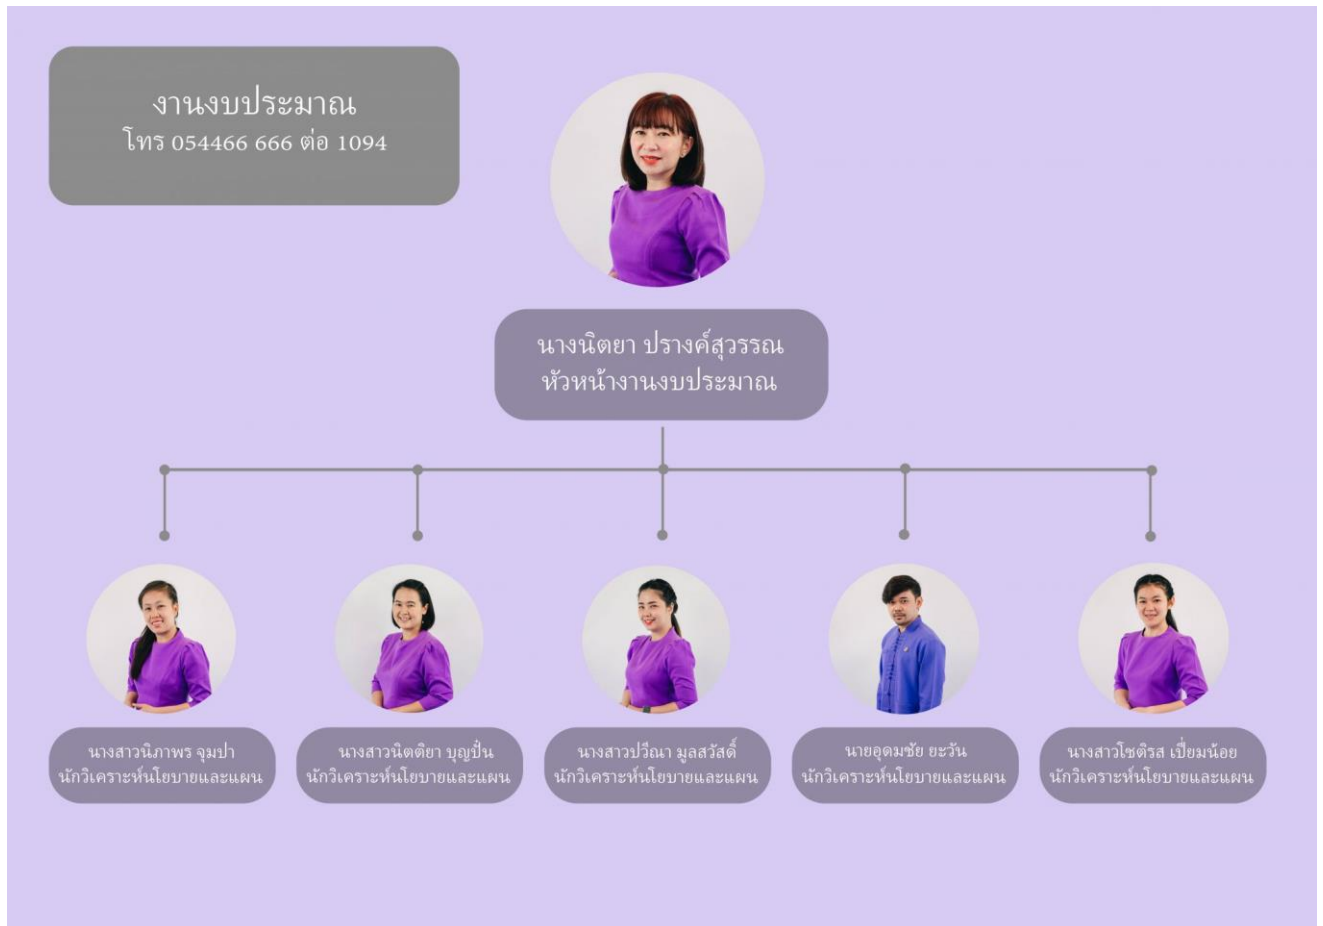 งานงบประมาณ
โทร 054466 666 ต่อ 1094
นางนิตยา ปรางค์สุวรรณ
หัวหน้างานงบประมาณ
นางสาวนิภาพร จุมปา
นักวิเคราะห์นโยบายและแผน
นางสาวนิตติยา บุญปั๋น
นักวิเคราะห์นโยบายและแผน
นางสาวปวีณา มูลสวัสดิ์
นักวิเคราะห์นโยบายและแผน
นายอุดมชัย ยะวัน
นักวิเคราะห์นโยบายและแผน
นางสาวโชติรส เปี่ยมน้อย
นักวิเคราะห์นโยบายและแผน